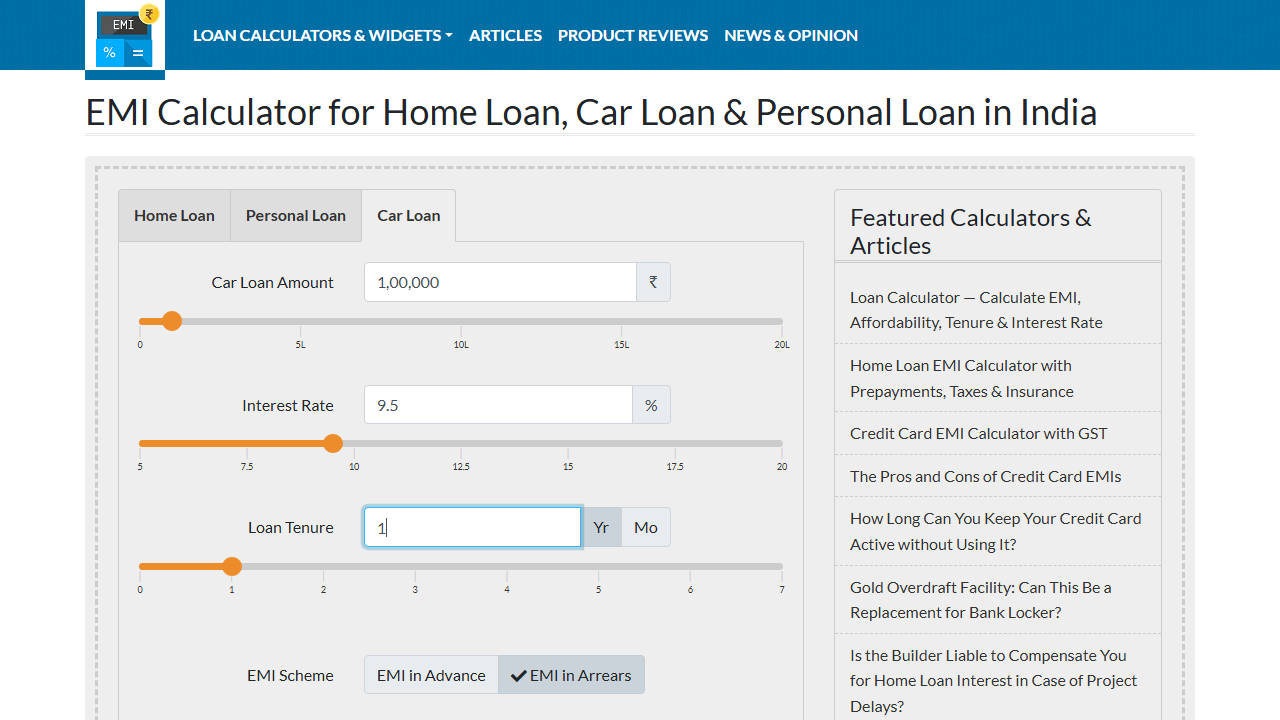 EMI
₹
%
=
LOAN CALCULATORS & WIDGETS
ARTICLES
PRODUCT REVIEWS
NEWS & OPINION
EMI Calculator for Home Loan, Car Loan & Personal Loan in India
Home Loan
Personal Loan
Car Loan
Car Loan Amount
1,00,000
₹
0
5L
10L
15L
20L
Interest Rate
9.5
%
5
7.5
10
12.5
15
17.5
20
Loan Tenure
1
Yr
Mo
0
1
2
3
4
5
6
7
EMI Scheme
EMI in Advance
EMI in Arrears
Featured Calculators &
Articles
Loan Calculator — Calculate EMI,
Affordability, Tenure & Interest Rate
Home Loan EMI Calculator with
Prepayments, Taxes & Insurance
Credit Card EMI Calculator with GST
The Pros and Cons of Credit Card EMIs
How Long Can You Keep Your Credit Card
Active without Using It?
Gold Overdraft Facility: Can This Be a
Replacement for Bank Locker?
Is the Builder Liable to Compensate You
for Home Loan Interest in Case of Project
Delays?